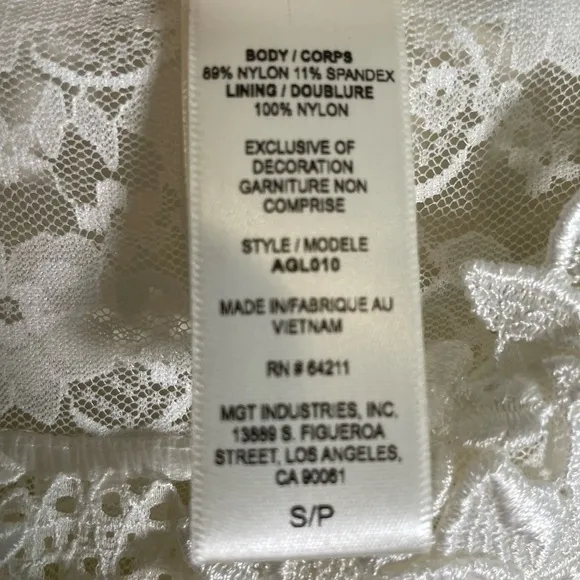 BODY / CORPS
89% NYLON 11% SPANDEX
LINING / DOUBLURE
100% NYLON
EXCLUSIVE OF
DECORATION
GARNITURE NON
COMPRISE
STYLE / MODELE
AGL010
MADE IN/FABRIQUE AU
VIETNAM
RN # 64211
MGT INDUSTRIES, INC.
13889 S. FIGUEROA
STREET, LOS ANGELES,
CA 90061
S/P